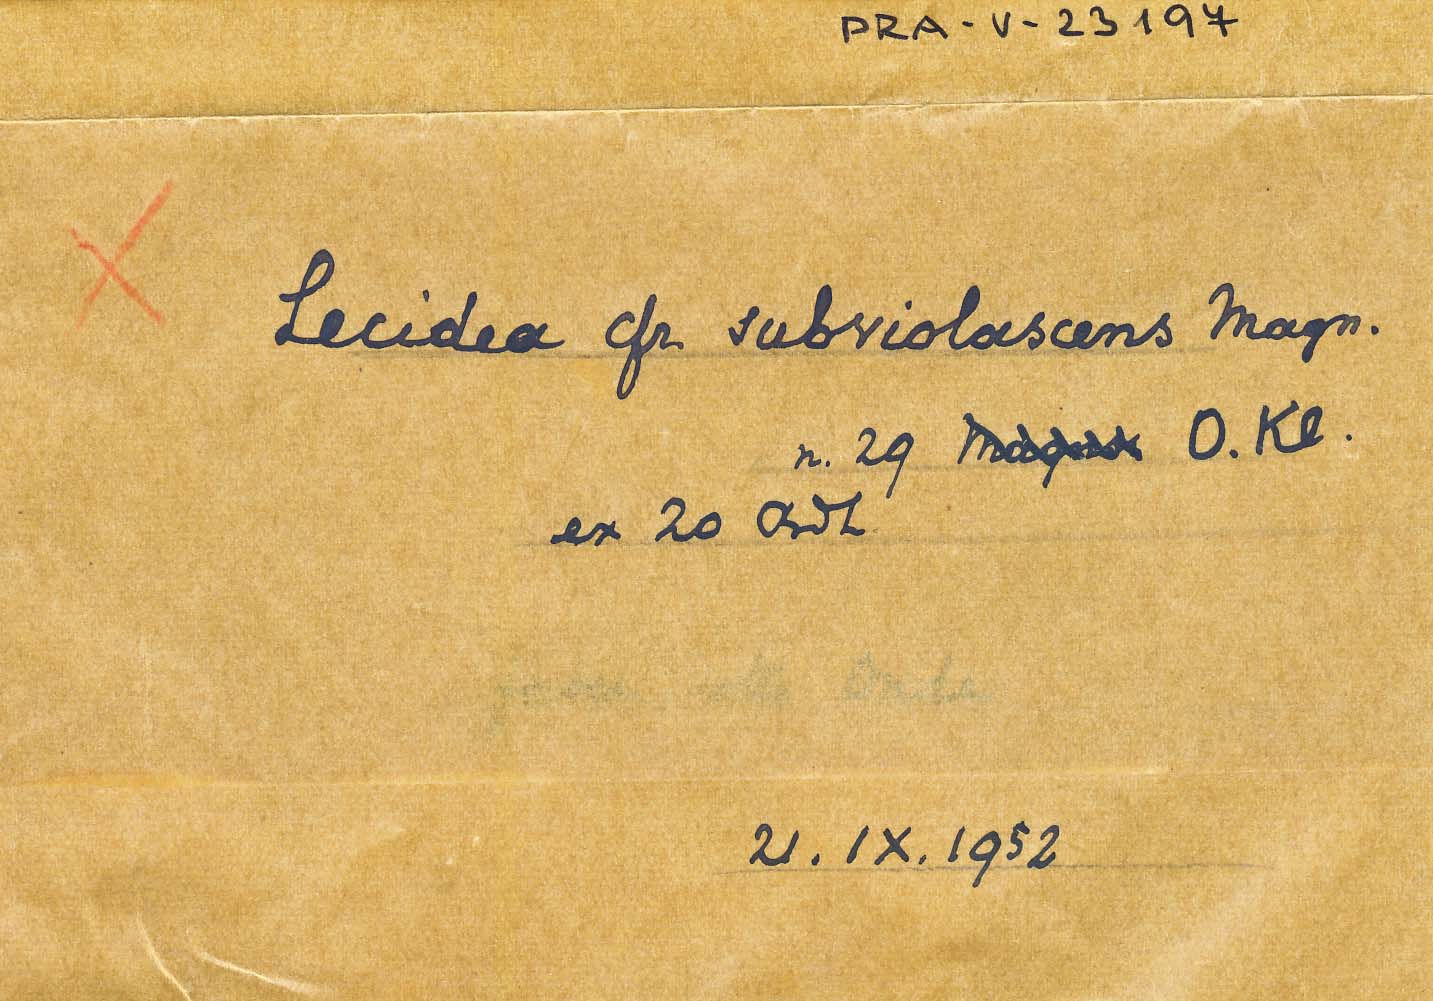 PRA-V-23197
Lecidea cfr. subviolascens Magn.
n. 29 O. Kl.
ex 20
21. IX. 1952